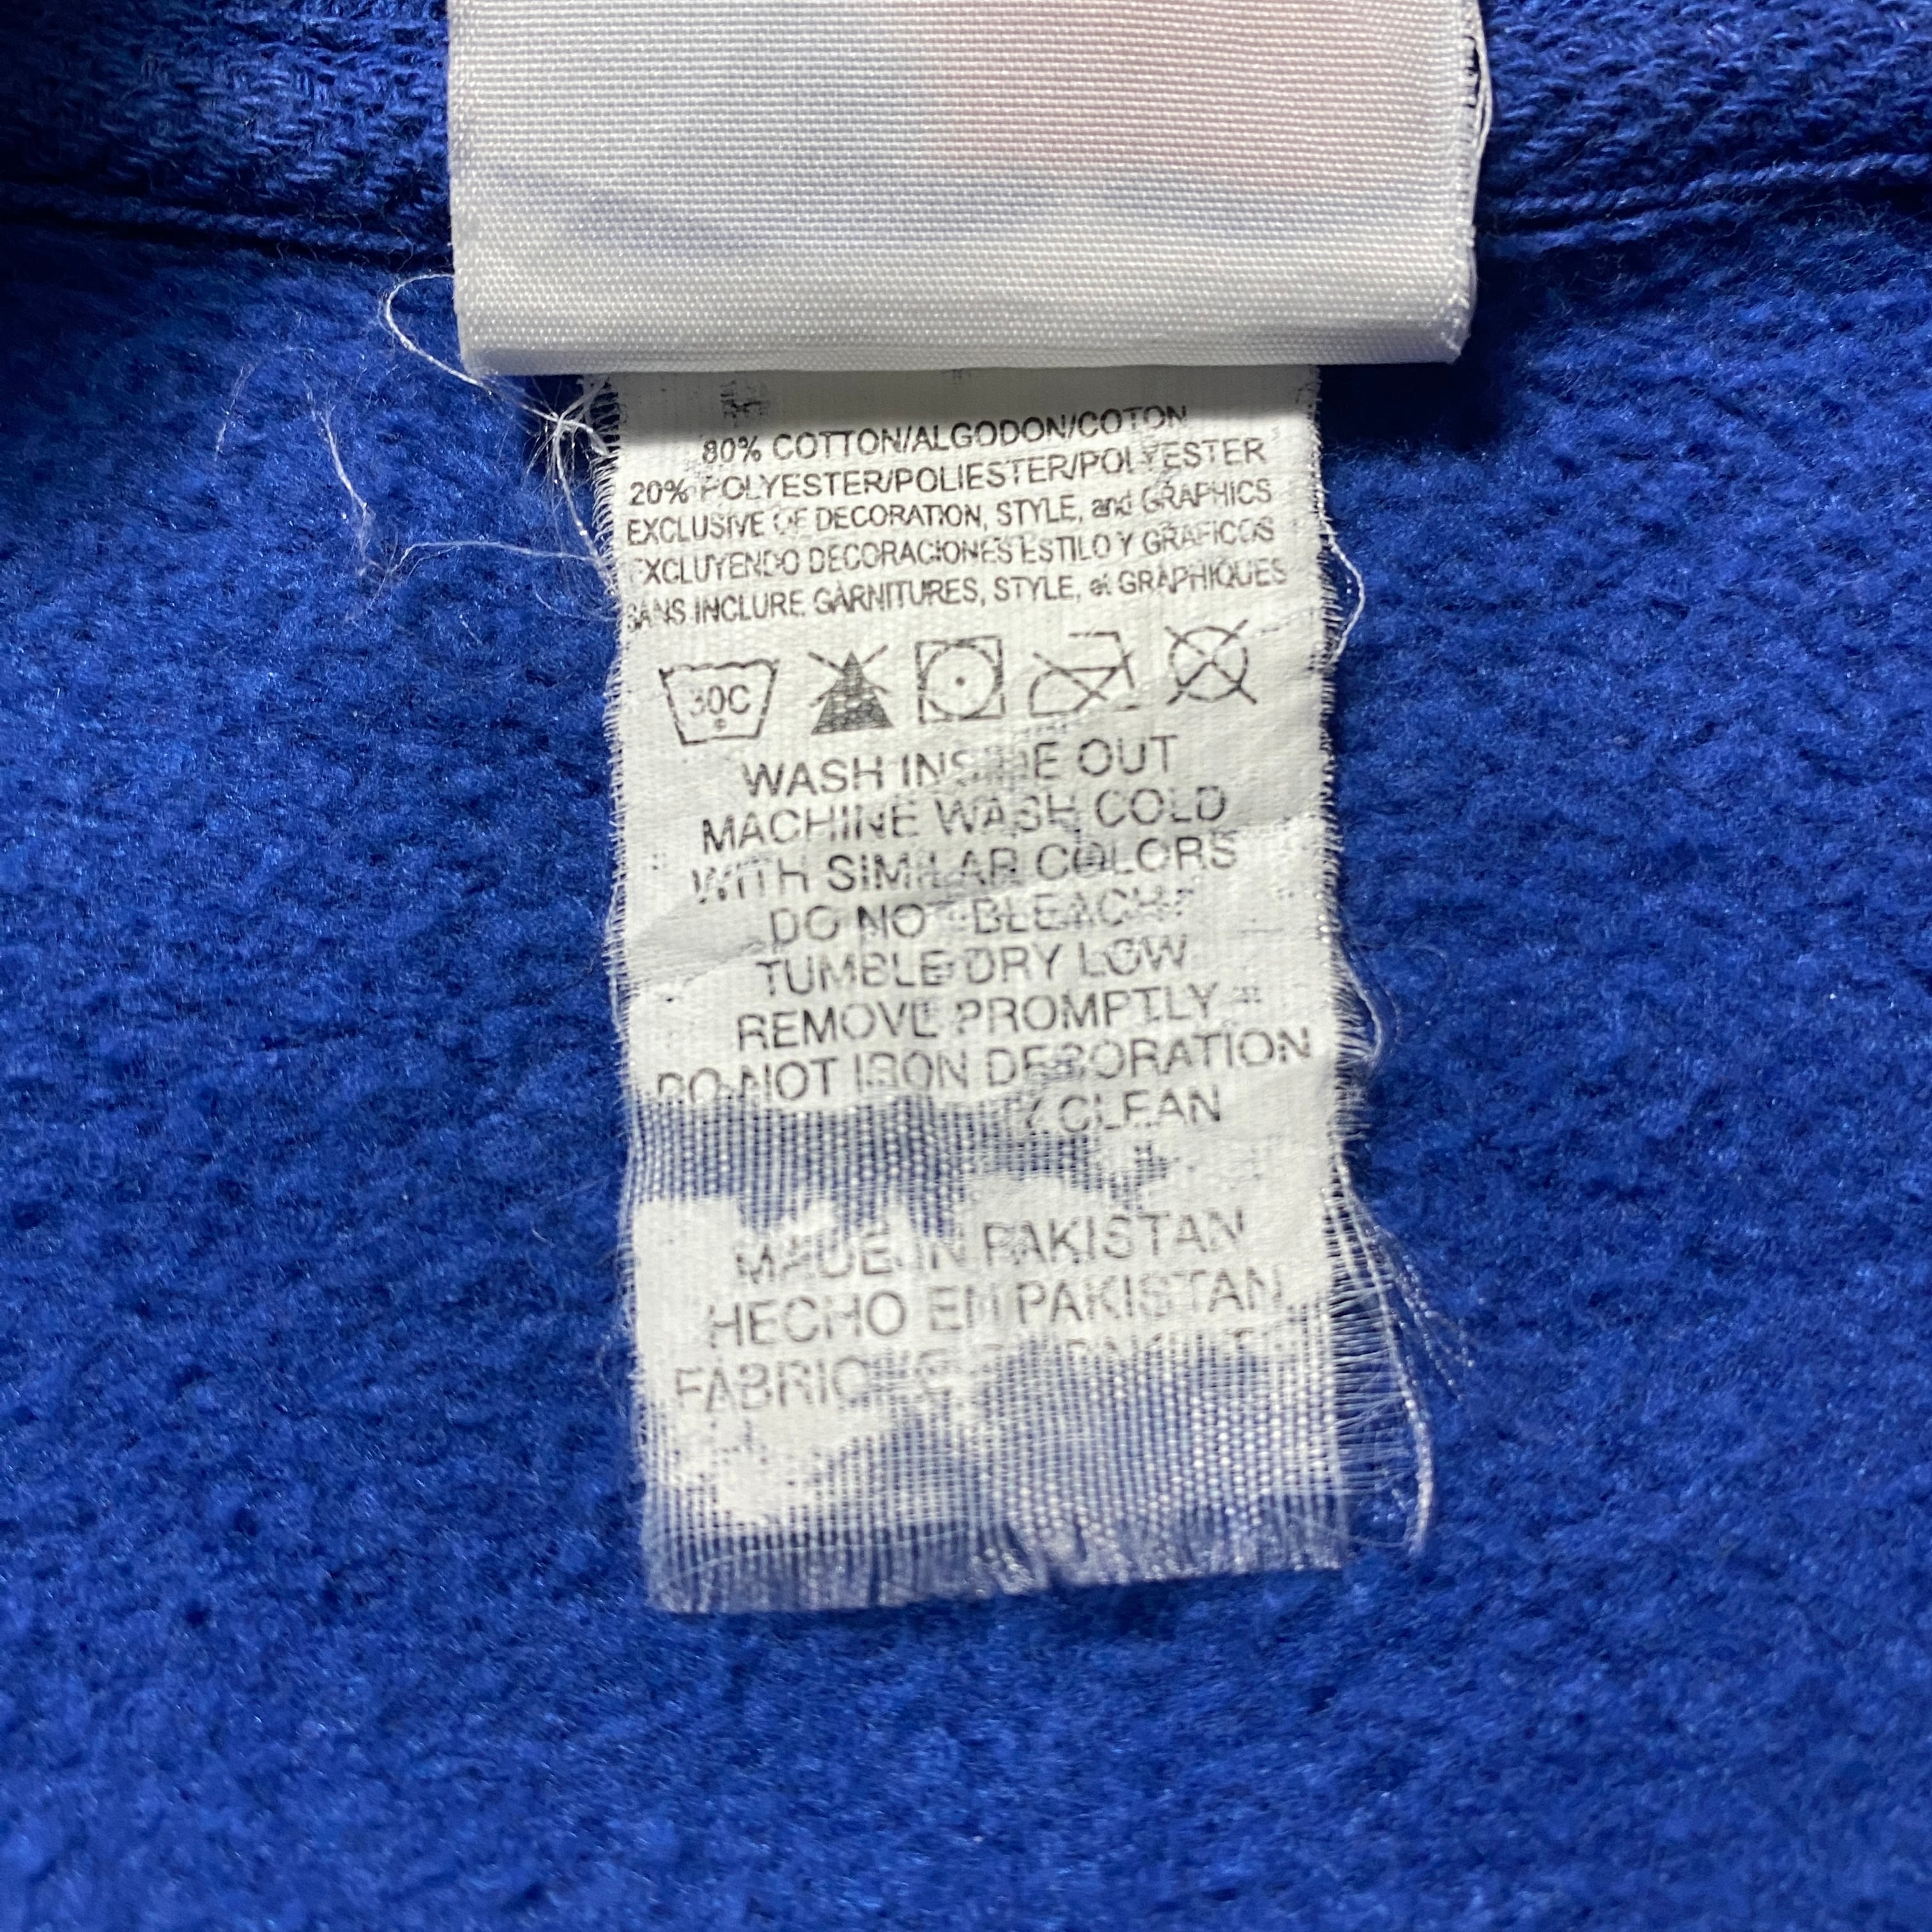 80% COTTON/ALGODON/COTON
20% POLYESTER/POLIESTER/POLYESTER
EXCLUSIVE OF DECORATION, STYLE, and GRAPHICS
EXCLUYENDO DECORACIONES ESTILO Y GRAFICOS
SANS INCLURE GARNITURES, STYLE, et GRAPHIQUES
30C
WASH INSIDE OUT
MACHINE WASH COLD
WITH SIMILAR COLORS
DO NOT BLEACH
TUMBLE DRY LOW
REMOVE PROMPTLY
DO NOT IRON DECORATION
CLEAN
MADE IN PAKISTAN
HECHO EN PAKISTAN